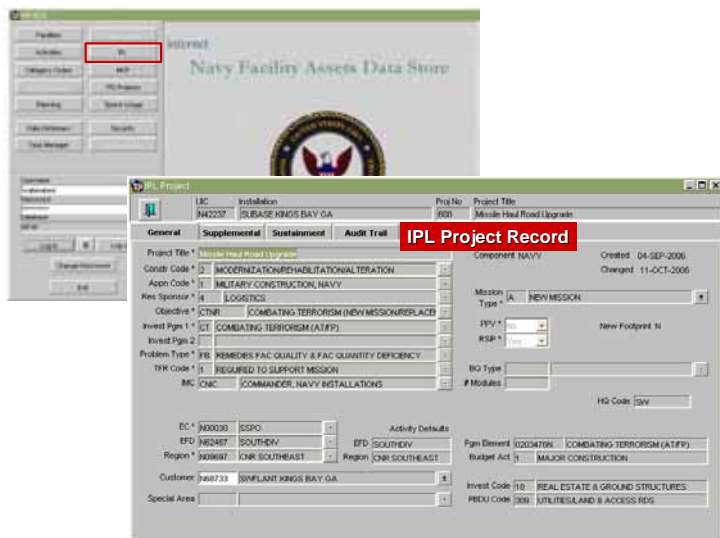 Facilities
Activities
IPL
Category Codes
MCP
Planning
Space Usage
Data Dictionary
Security
Task Manager
Internet
Navy Facility Assets Data Store
Username
Password
Database
Change Password
Exit
IPL Project
UIC Installation Proj No Project Title
N42237 SUBASE KINGS BAY GA 608 Missile Haul Road Upgrade
General Supplemental Sustainment Audit Trail
IPL Project Record
Project Title * Missile Haul Road Upgrade
Constr Code * 2 MODERNIZATION/REHABILITATION/ALTERATION
Appn Code * 1 MILITARY CONSTRUCTION, NAVY
Res Sponsor * 4 LOGISTICS
Objective * CTNR COMBATING TERRORISM (NEW MISSION/REPLACE
Invest Pgm 1 * CT COMBATING TERRORISM (AT/FP)
Invest Pgm 2
Problem Type * FB REMEDIES FAC QUALITY & FAC QUANTITY DEFICIENCY
TFR Code * 1 REQUIRED TO SUPPORT MISSION
IMC CNIC COMMANDER, NAVY INSTALLATIONS
Component NAVY Created 04-SEP-2006
Changed 11-OCT-2006
Mission Type * A NEW MISSION
PPV * No New Footprint N
RSIP * Yes
BQ Type
# Modules
HG Code SW
EC * N00030 SSPO Activity Defaults
EFD N62467 SOUTHDIV EFD SOUTHDIV
Region * N09697 CNR SOUTHEAST Region CNR SOUTHEAST
Customer N68733 SWFLANT KINGS BAY GA
Special Area
Pgm Element 0203476N COMBATING TERRORISM (AT/FP)
Budget Act 1 MAJOR CONSTRUCTION
Invest Code 18 REAL ESTATE & GROUND STRUCTURES
PBDU Code 309 UTILITIES/LAND & ACCESS RDS